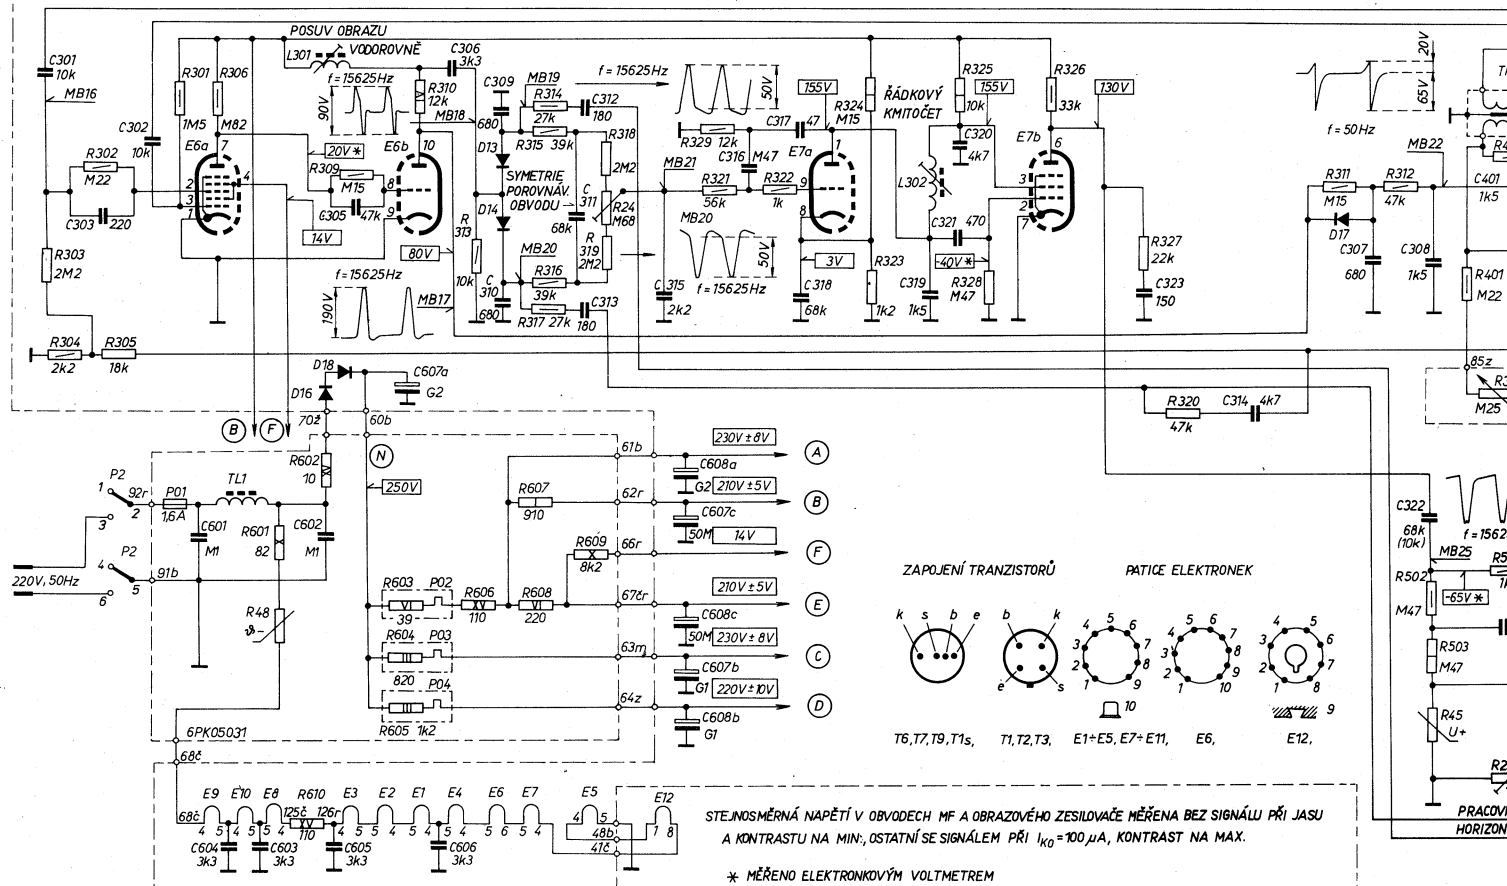 POSUV OBRAZU
VODOROVNĚ
L301
C301
10k
MB16
R301
1M5
R306
M82
C302
10k
E6a
R302
M22
C303
220
R303
2M2
R304
2k2
R305
18k
14V
20V*
f=15625Hz
90V
R309
M15
C305
47k
E6b
R310
12k
MB18
C306
3k3
80V
f=15625Hz
190V
MB17
R
313
10k
C309
680
D13
D14
SYMETRIE
POROVNÁV.
OBVODU
C
310
680
MB19
R314
27k
C312
180
R315
39k
R318
2M2
C
311
68k
R24
M68
R
319
2M2
MB20
R316
39k
R317
27k
C313
180
f=15625Hz
50V
R329
12k
C317
47
MB21
C316
M47
R321
56k
R322
1k
E7a
MB20
50V
f=15625Hz
C315
2k2
155V
R324
M15
3V
C318
68k
R323
1k2
ŘÁDKOVÝ
KMITOČET
R325
10k
155V
C320
4k7
L302
C321
470
-40V*
C319
1k5
R328
M47
E7b
R326
33k
130V
R327
22k
C323
150
20V
65V
f=50Hz
MB22
R311
M15
R312
47k
C401
1k5
D17
C307
680
C308
1k5
R401
M22
85z
M25
R320
47k
C314
4k7
D18
D16
C607a
G2
70ž
60b
B
F
N
R602
10
250V
P2
92r
P01
1,6A
TL1
C601
M1
R601
82
C602
M1
P2
91b
220V, 50Hz
R48
ϑ-
R607
910
R609
8k2
R603
39
P02
R606
110
R608
220
R604
820
P03
R605
1k2
P04
61b
230V±8V
A
C608a
G2
62r
210V±5V
B
C607c
50M
66r
14V
F
67čr
210V±5V
E
C608c
50M
63m
230V±8V
C
C607b
G1
64z
220V±10V
D
C608b
G1
6PK05031
68č
ZAPOJENÍ TRANZISTORŮ
PATICE ELEKTRONEK
k s b e
b k
e s
T6,T7,T9,T1s,
T1,T2,T3,
E1÷E5, E7÷E11,
E6,
E12,
C322
68k
(10k)
MB25
R502
M47
-65V*
R503
M47
R45
U+
68č
E9 E10 E8 R610 E3 E2 E1 E4 E6 E7 E5 E12
125č 126r
110
C604
3k3
C603
3k3
C605
3k3
C606
3k3
48b
41č
STEJNOSMĚRNÁ NAPĚTÍ V OBVODECH MF A OBRAZOVÉHO ZESILOVAČE MĚŘENA BEZ SIGNÁLU PŘI JASU
A KONTRASTU NA MIN:, OSTATNÍ SE SIGNÁLEM PŘI IKO=100µA, KONTRAST NA MAX.
* MĚŘENO ELEKTRONKOVÝM VOLTMETREM